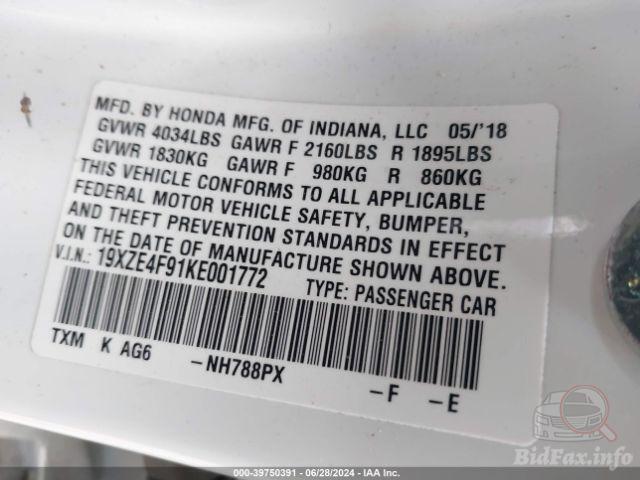 MFD. BY HONDA MFG. OF INDIANA, LLC 05/'18
GVWR 4034LBS GAWR F 2160LBS R 1895LBS
GVWR 1830KG GAWR F 980KG R 860KG
THIS VEHICLE CONFORMS TO ALL APPLICABLE
FEDERAL MOTOR VEHICLE SAFETY, BUMPER,
AND THEFT PREVENTION STANDARDS IN EFFECT
ON THE DATE OF MANUFACTURE SHOWN ABOVE.
V.I.N.: 19XZE4F91KE001772 TYPE: PASSENGER CAR
TXM K AG6 -NH788PX -F -E
BidFax.info
000-39750391 - 06/28/2024 - IAA Inc.